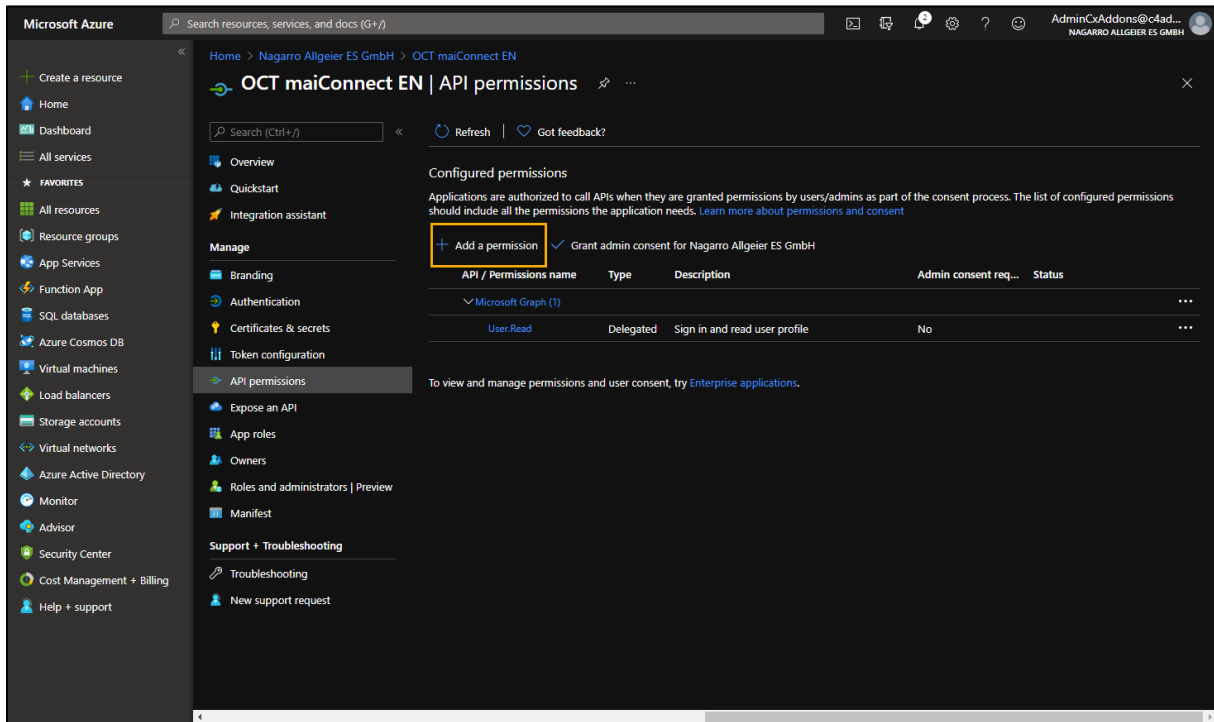 Microsoft Azure
Search resources, services, and docs (G+/)
2
AdminCxAddons@c4ad...
NAGARRO ALLGEIER ES GMBH
«
Create a resource
Home
Dashboard
All services
FAVORITES
All resources
Resource groups
App Services
Function App
SQL databases
Azure Cosmos DB
Virtual machines
Load balancers
Storage accounts
Virtual networks
Azure Active Directory
Monitor
Advisor
Security Center
Cost Management + Billing
Help + support
Home > Nagarro Allgeier ES GmbH > OCT maiConnect EN
OCT maiConnect EN | API permissions ...
Search (Ctrl+/) «
Overview
Quickstart
Integration assistant
Manage
Branding
Authentication
Certificates & secrets
Token configuration
API permissions
Expose an API
App roles
Owners
Roles and administrators | Preview
Manifest
Support + Troubleshooting
Troubleshooting
New support request
Refresh | Got feedback?
Configured permissions
Applications are authorized to call APIs when they are granted permissions by users/admins as part of the consent process. The list of configured permissions
should include all the permissions the application needs. Learn more about permissions and consent
Add a permission Grant admin consent for Nagarro Allgeier ES GmbH
API / Permissions name Type Description Admin consent req... Status
Microsoft Graph (1) ...
User.Read Delegated Sign in and read user profile No ...
To view and manage permissions and user consent, try Enterprise applications.